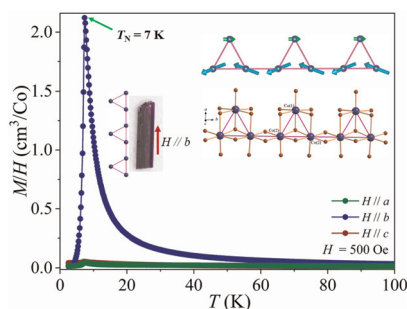 2.0
1.5
1.0
0.5
0.0
M/H (cm³/Co)
T_N = 7 K
H // b
Co(1)
Co(2)
Co(2)
H // a
H // b
H // c
H = 500 Oe
0 20 40 60 80 100
T (K)